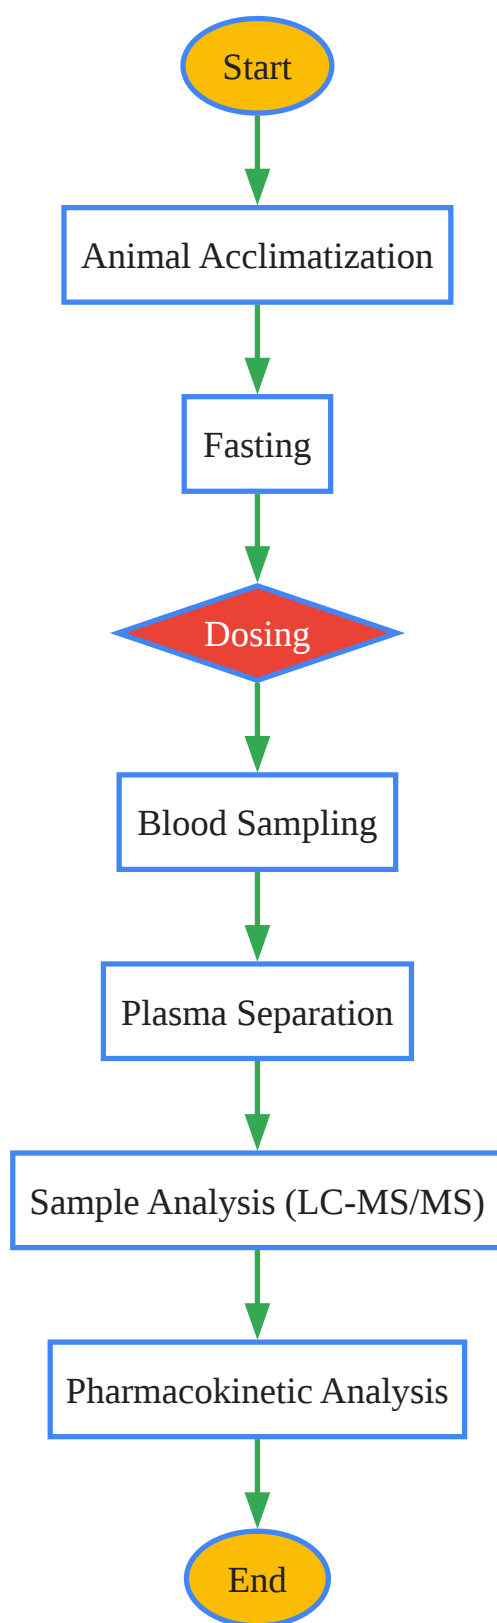 Start
Animal Acclimatization
Fasting
Dosing
Blood Sampling
Plasma Separation
Sample Analysis (LC-MS/MS)
Pharmacokinetic Analysis
End